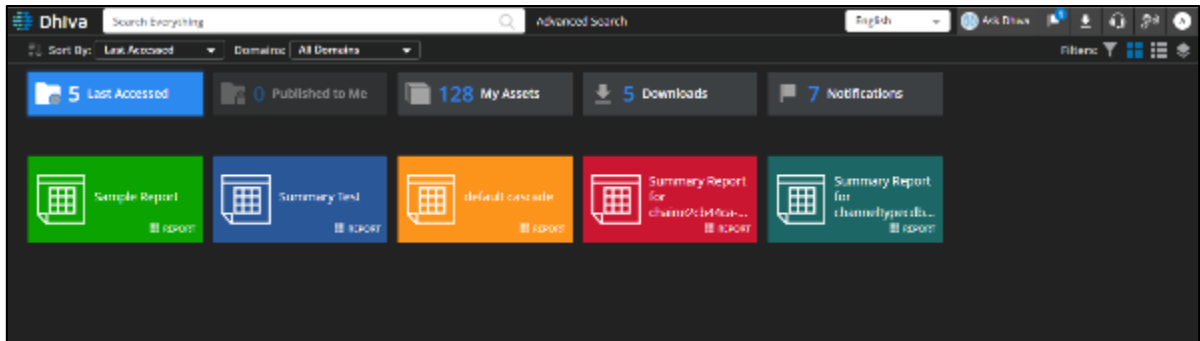 Dhiva Search Everything Advanced Search English Ask Dhiva
Sort By: Last Accessed Domains: All Domains Filters:
5 Last Accessed 0 Published to Me 128 My Assets 5 Downloads 7 Notifications
Sample Report Summary Test default cascade
REPORT REPORT REPORT
Summary Report
for
REPORT
Summary Report
for
REPORT